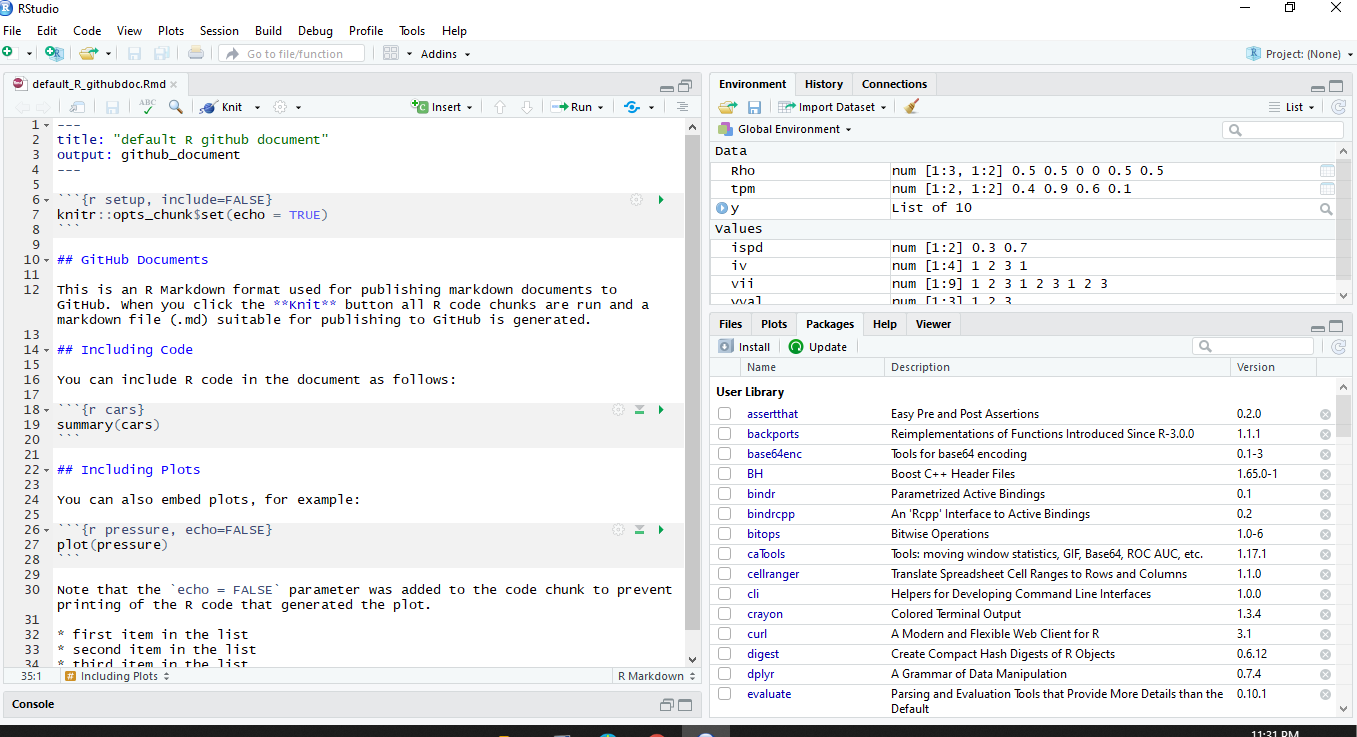 RStudio
File Edit Code View Plots Session Build Debug Profile Tools Help
Go to file/function Addins Project: (None)
default_R_githubdoc.Rmd
ABC Knit Insert Run
1 ---
2 title: "default R github document"
3 output: github_document
4 ---
5
6 ```{r setup, include=FALSE}
7 knitr::opts_chunk$set(echo = TRUE)
8 ```
9
10 ## GitHub Documents
11
12 This is an R Markdown format used for publishing markdown documents to
GitHub. When you click the **Knit** button all R code chunks are run and a
markdown file (.md) suitable for publishing to GitHub is generated.
13
14 ## Including Code
15
16 You can include R code in the document as follows:
17
18 ```{r cars}
19 summary(cars)
20 ```
21
22 ## Including Plots
23
24 You can also embed plots, for example:
25
26 ```{r pressure, echo=FALSE}
27 plot(pressure)
28 ```
29
30 Note that the `echo = FALSE` parameter was added to the code chunk to prevent
printing of the R code that generated the plot.
31
32 * first item in the list
33 * second item in the list
34 * third item in the list
35:1 # Including Plots R Markdown
Console
Environment History Connections
Import Dataset List
Global Environment
Data
Rho num [1:3, 1:2] 0.5 0.5 0 0 0.5 0.5
tpm num [1:2, 1:2] 0.4 0.9 0.6 0.1
y List of 10
Values
ispd num [1:2] 0.3 0.7
iv num [1:4] 1 2 3 1
vii num [1:9] 1 2 3 1 2 3 1 2 3
yval num [1:3] 1 2 3
Files Plots Packages Help Viewer
Install Update
Name Description Version
User Library
assertthat Easy Pre and Post Assertions 0.2.0
backports Reimplementations of Functions Introduced Since R-3.0.0 1.1.1
base64enc Tools for base64 encoding 0.1-3
BH Boost C++ Header Files 1.65.0-1
bindr Parametrized Active Bindings 0.1
bindrcpp An 'Rcpp' Interface to Active Bindings 0.2
bitops Bitwise Operations 1.0-6
caTools Tools: moving window statistics, GIF, Base64, ROC AUC, etc. 1.17.1
cellranger Translate Spreadsheet Cell Ranges to Rows and Columns 1.1.0
cli Helpers for Developing Command Line Interfaces 1.0.0
crayon Colored Terminal Output 1.3.4
curl A Modern and Flexible Web Client for R 3.1
digest Create Compact Hash Digests of R Objects 0.6.12
dplyr A Grammar of Data Manipulation 0.7.4
evaluate Parsing and Evaluation Tools that Provide More Details than the 0.10.1
Default
11:31 PM